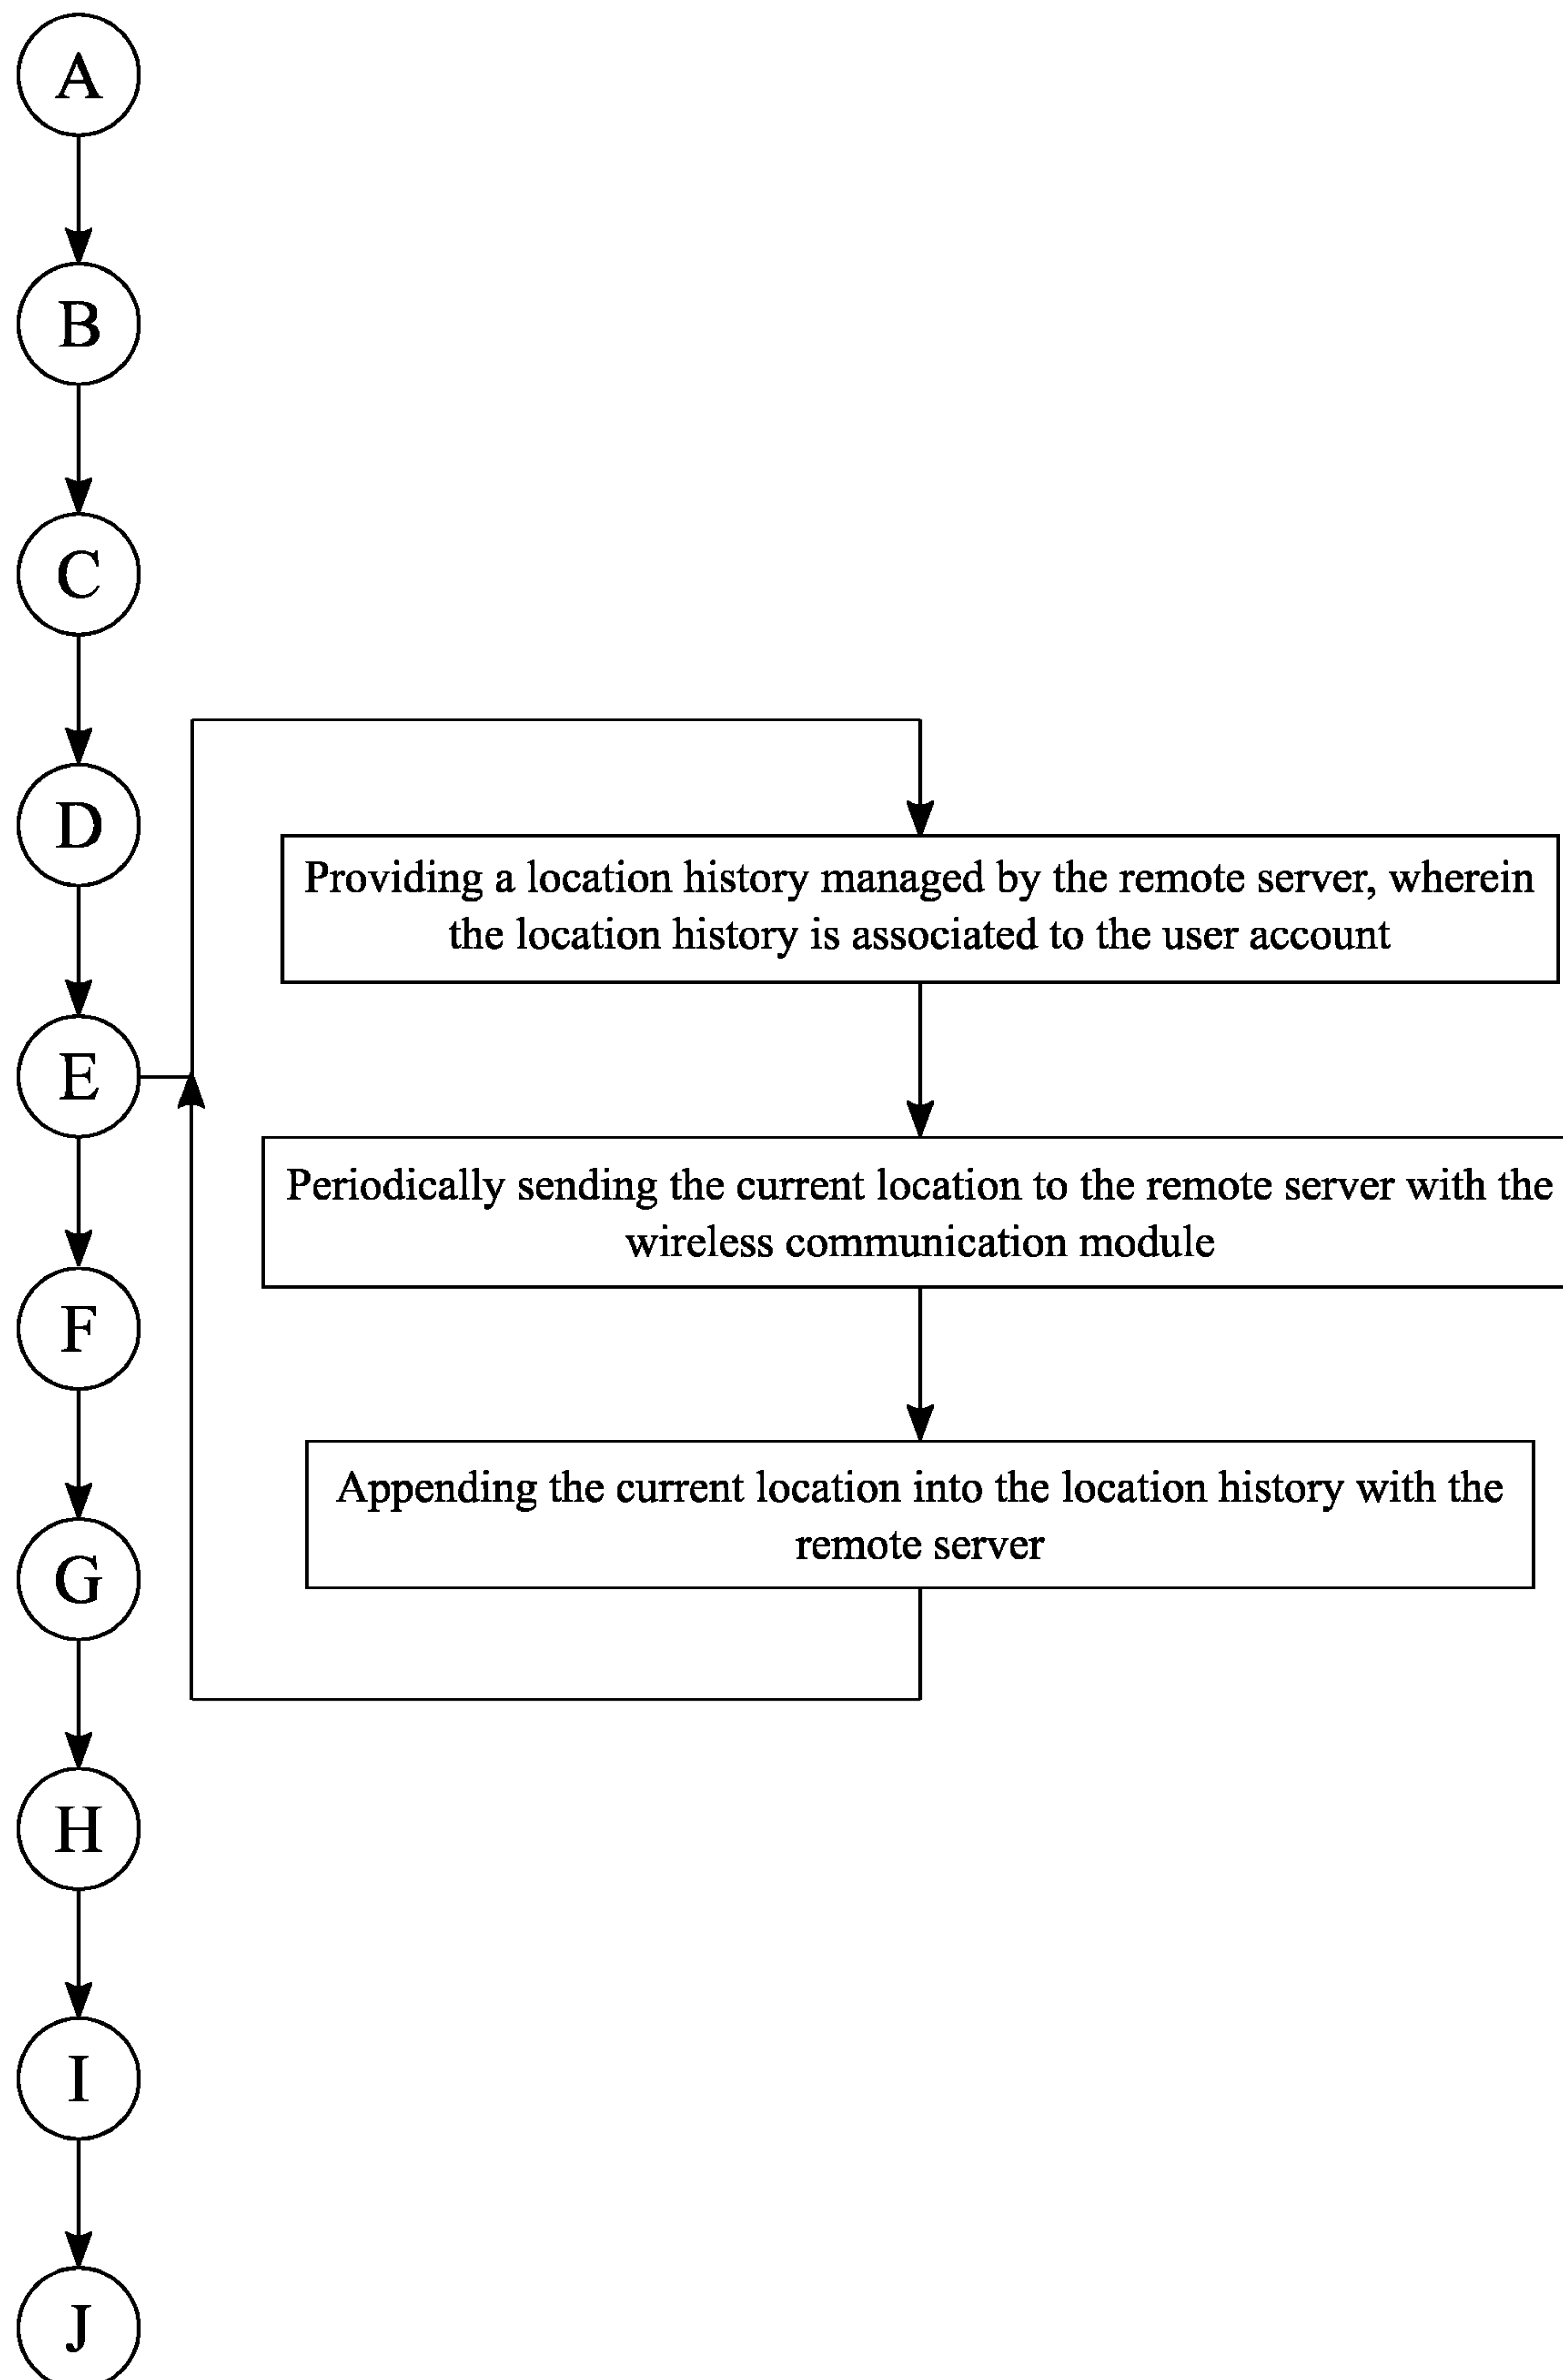 A
B
C
D
Providing a location history managed by the remote server, wherein
the location history is associated to the user account
E
Periodically sending the current location to the remote server with the
wireless communication module
F
Appending the current location into the location history with the
remote server
G
H
I
J